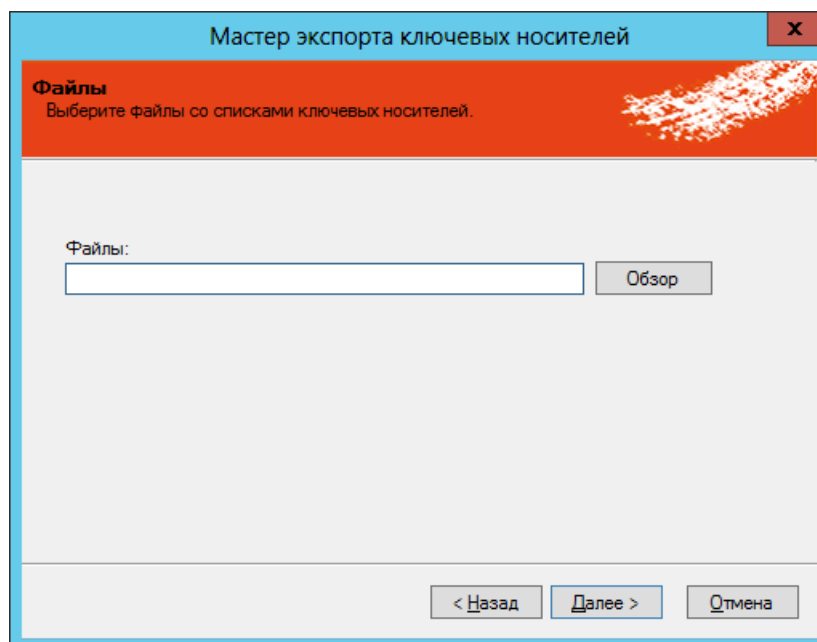 Мастер экспорта ключевых носителей
x
Файлы
Выберите файлы со списками ключевых носителей.
Файлы:
Обзор
< Назад
Далее >
Отмена